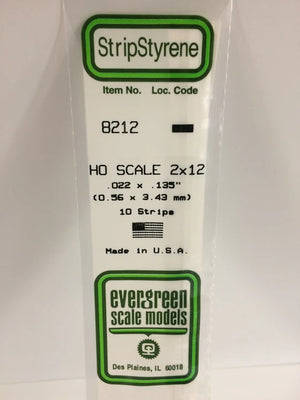 StripStyrene
Item No. Loc. Code
8212
HO SCALE 2x12
.022 x .135"
(0.56 x 3.43 mm)
10 Strips
Made in U.S.A.
evergreen
scale models
Des Plaines, IL 60018